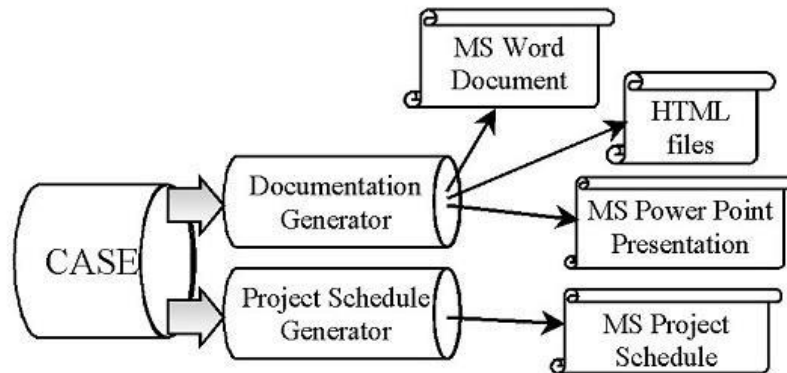 MS Word
Document
HTML
files
Documentation
Generator
MS Power Point
Presentation
CASE
Project Schedule
Generator
MS Project
Schedule